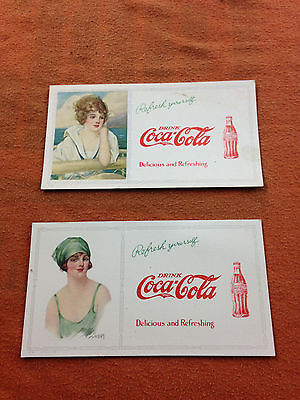 Refresh yourself
DRINK
Coca-Cola
Delicious and Refreshing
Refresh yourself
DRINK
Coca-Cola
Delicious and Refreshing